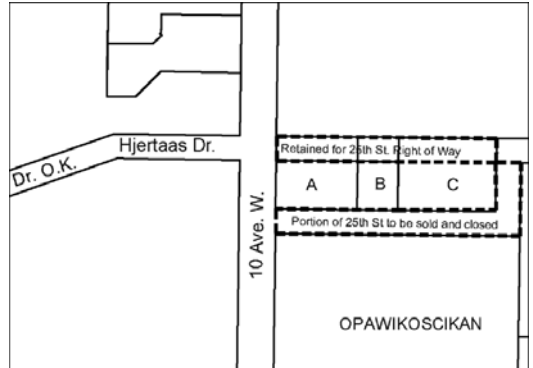 Hjertaas Dr.
Dr. O.K.
Retained for 25th St. Right of Way
A
B
C
Portion of 25th St to be sold and closed
10 Ave. W.
OPAWIKOSCIKAN